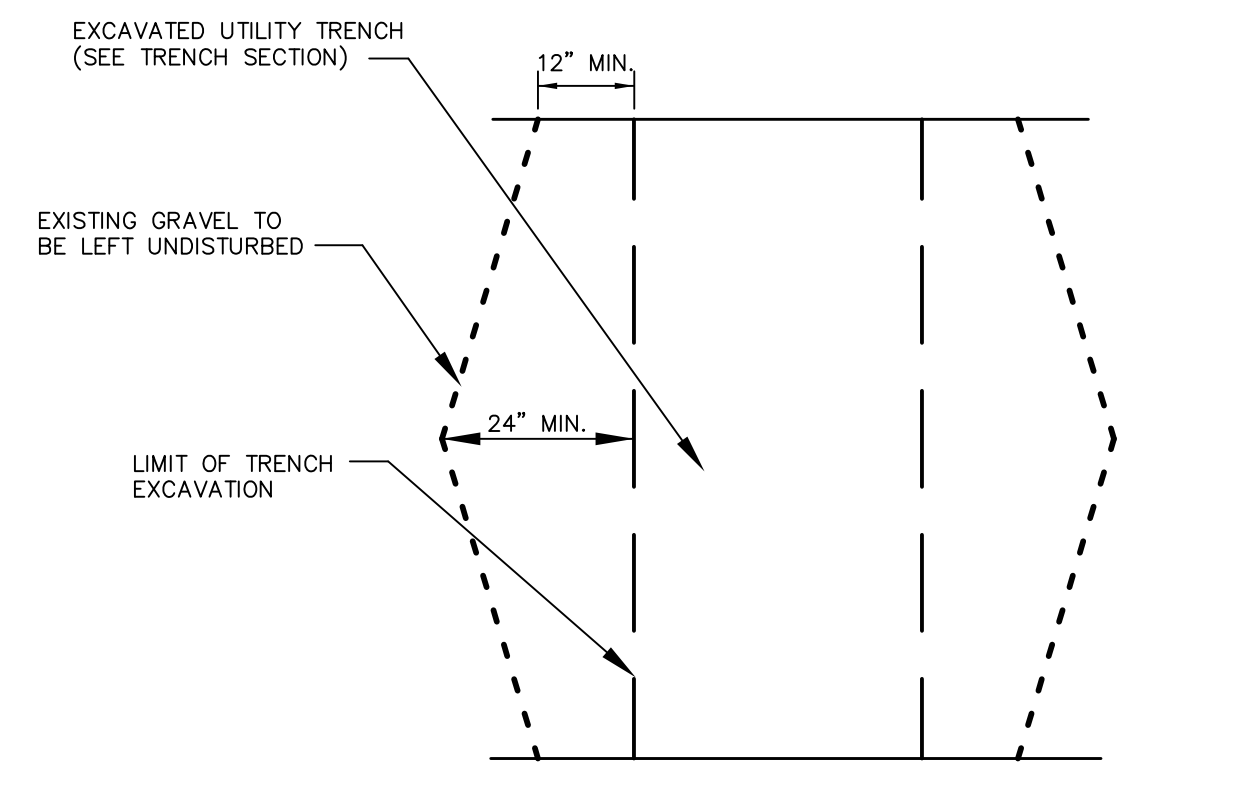 EXCAVATED UTILITY TRENCH
(SEE TRENCH SECTION)
12” MIN.
EXISTING GRAVEL TO
BE LEFT UNDISTURBED
24” MIN.
LIMIT OF TRENCH
EXCAVATION